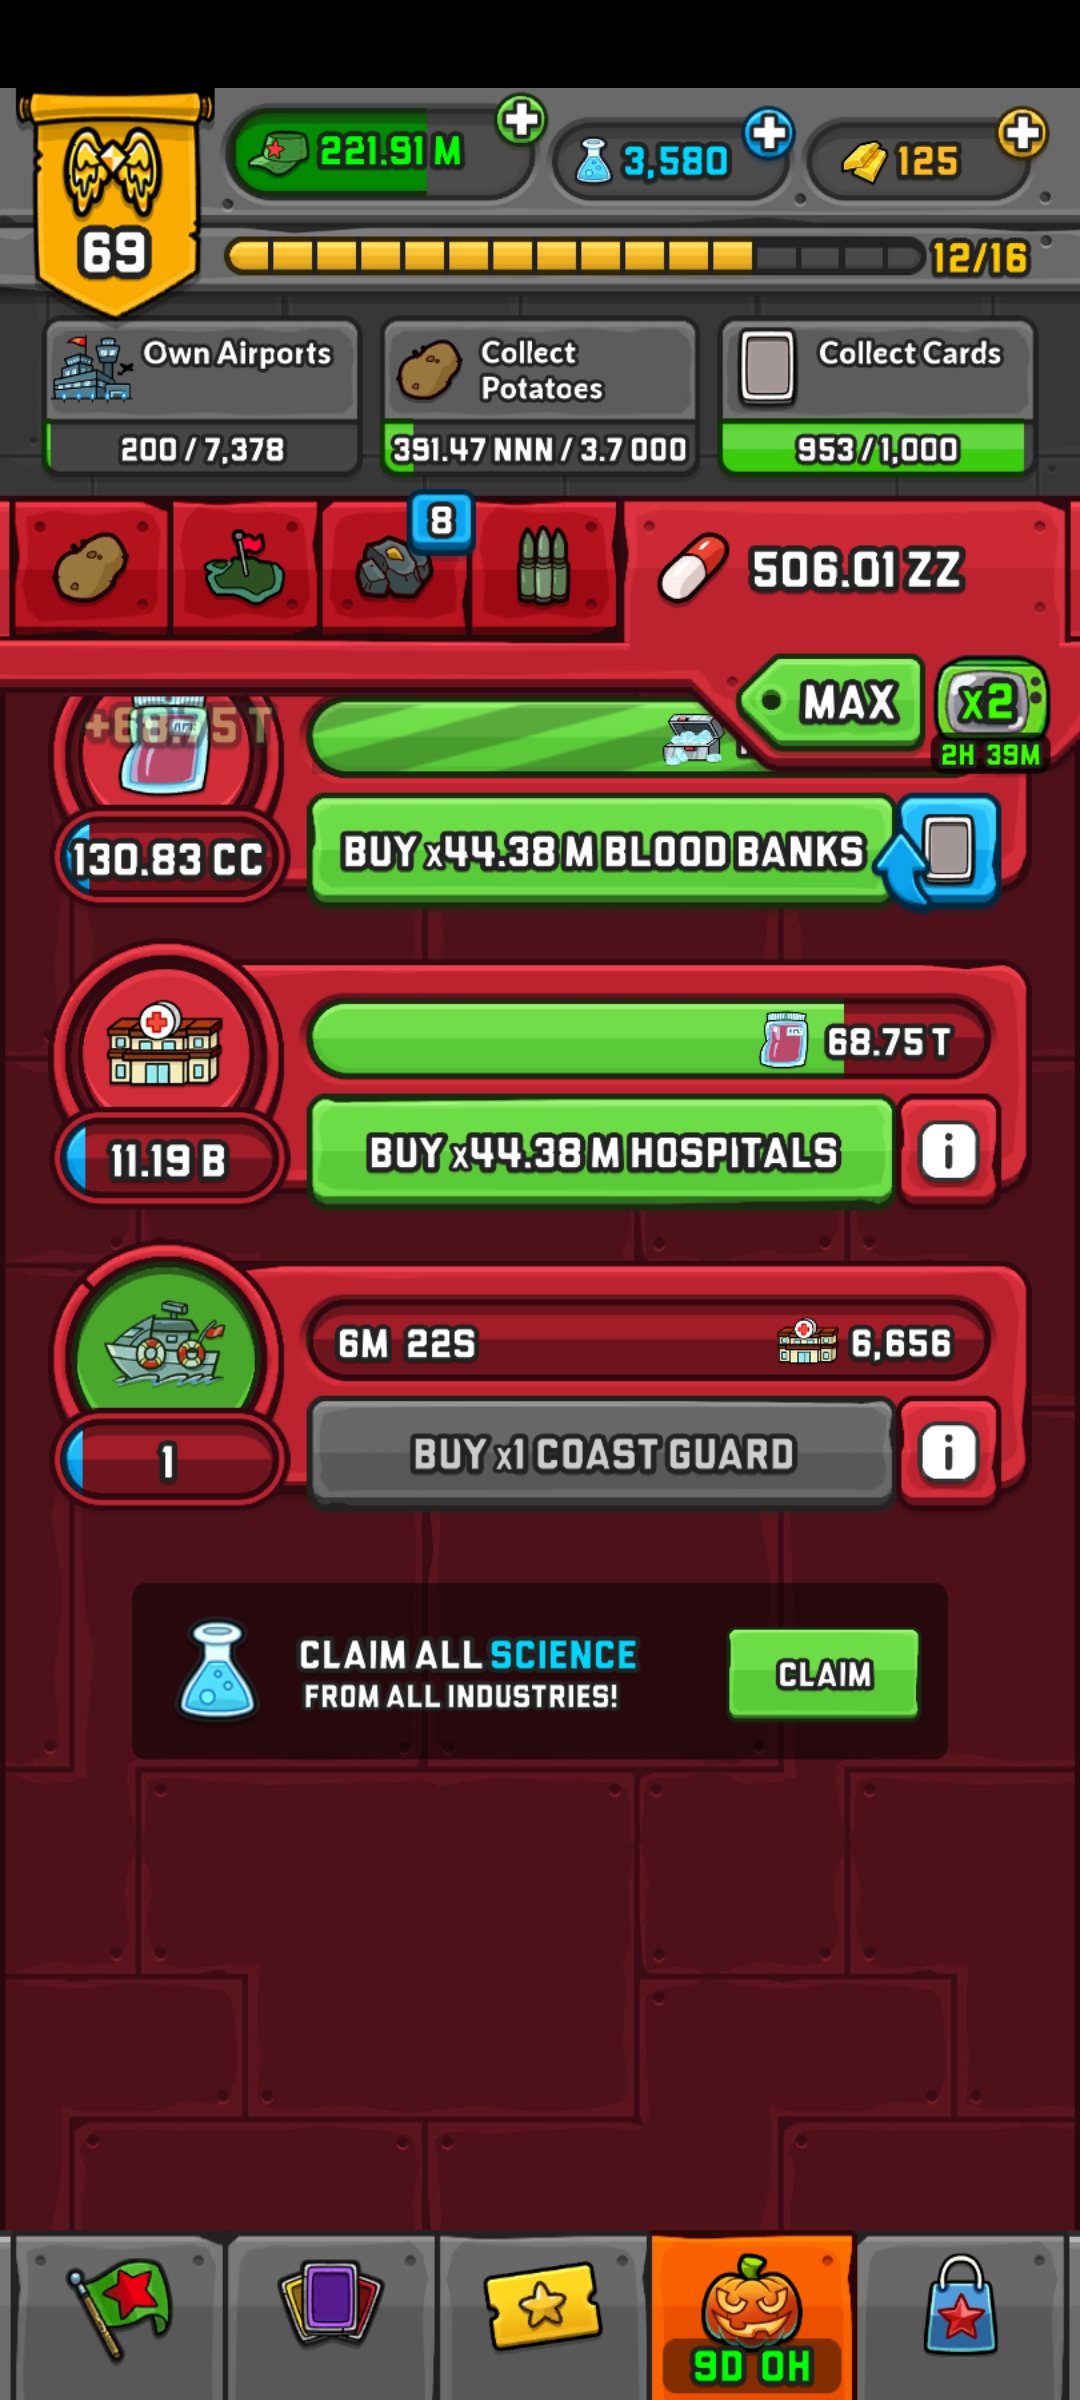 221.91 M
3,580
125
69
12/16
Own Airports
Collect
Potatoes
Collect Cards
200 / 7,378
391.47 NNN / 3.7 OOO
953 / 1,000
8
506.01 ZZ
MAX
x2
2H 39M
+68.75 T
130.83 CC
BUY x44.38 M BLOOD BANKS
68.75 T
11.19 B
BUY x44.38 M HOSPITALS
i
6M 22S
6,656
1
BUY x1 COAST GUARD
i
CLAIM ALL SCIENCE
FROM ALL INDUSTRIES!
CLAIM
9D 0H